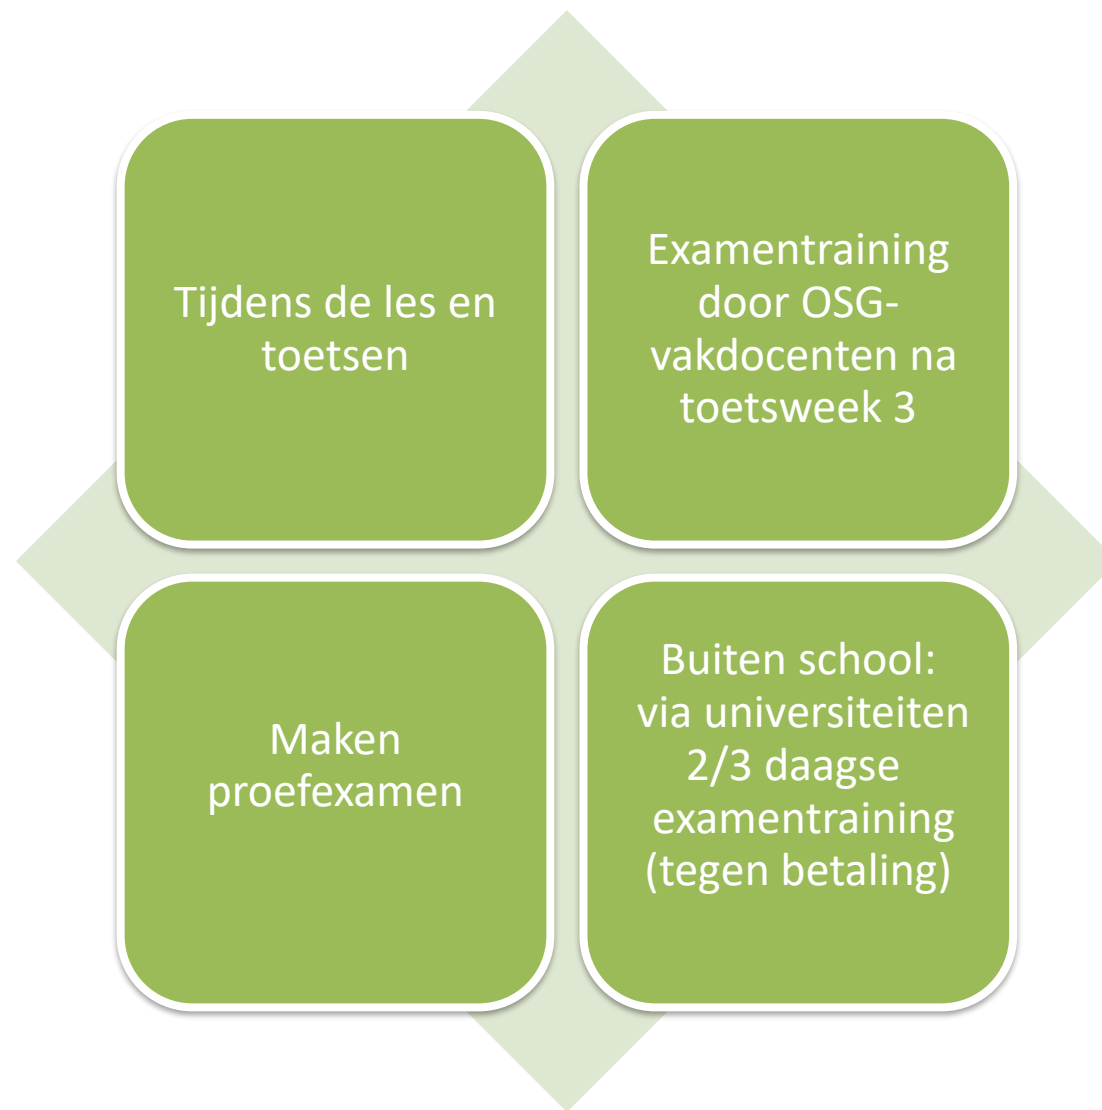 Tijdens de les en
toetsen
Examentraining
door OSG-
vakdocenten na
toetsweek 3
Maken
proefexamen
Buiten school:
via universiteiten
2/3 daagse
examentraining
(tegen betaling)